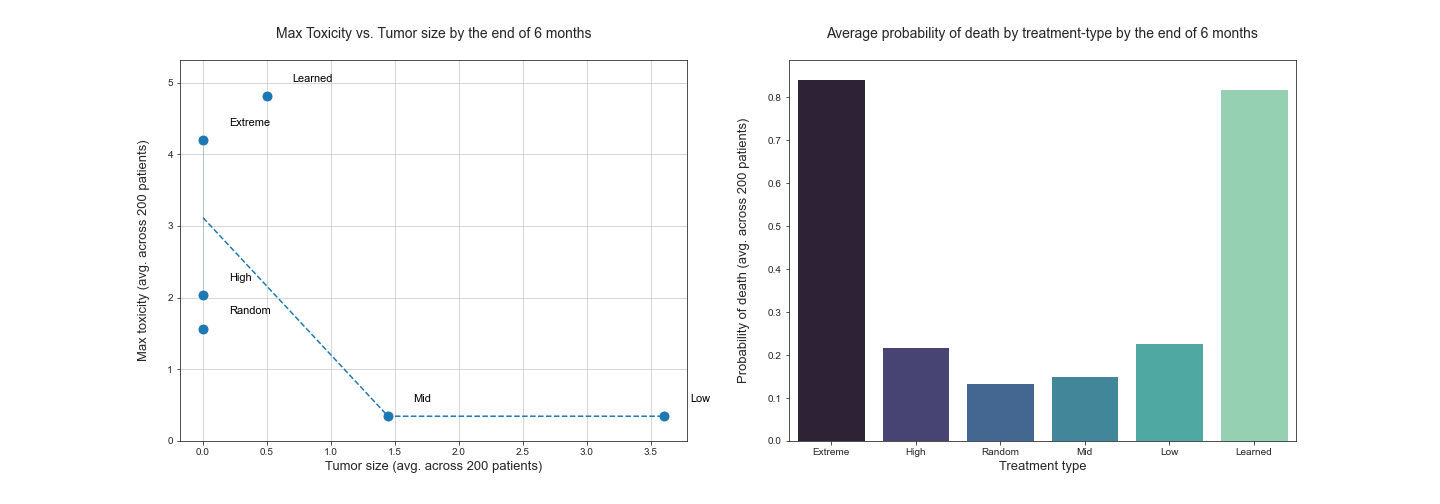 Max Toxicity vs. Tumor size by the end of 6 months
Max toxicity (avg. across 200 patients)
5
4
3
2
1
0
Learned
Extreme
High
Random
Mid
Low
0.0 0.5 1.0 1.5 2.0 2.5 3.0 3.5
Tumor size (avg. across 200 patients)
Average probability of death by treatment-type by the end of 6 months
Probability of death (avg. across 200 patients)
0.8
0.7
0.6
0.5
0.4
0.3
0.2
0.1
0.0
Extreme High Random Mid Low Learned
Treatment type